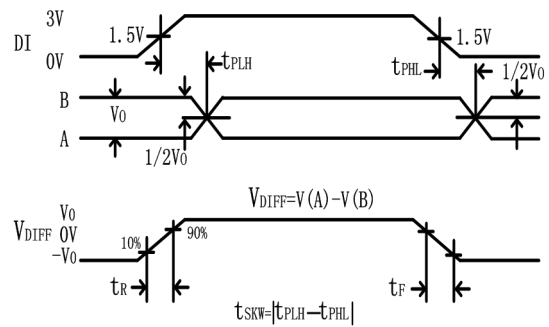 3V
DI
1.5V
1.5V
0V
tPLH
tPHL
1/2V0
B
V0
A
1/2V0
VDIFF=V(A)-V(B)
V0
VDIFF 0V
-V0
10%
90%
tR
tF
tSKW=|tPLH-tPHL|